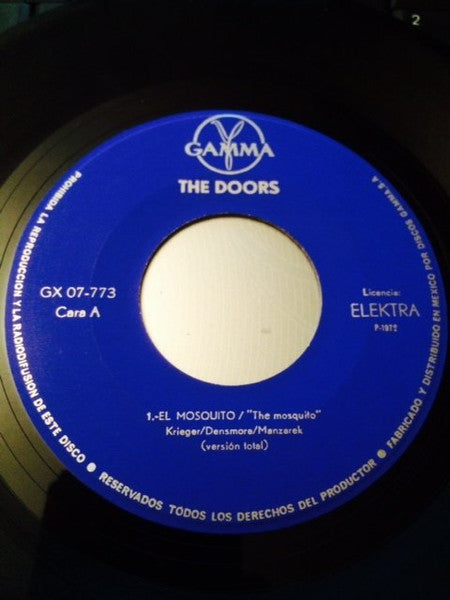 2
GAMMA
THE DOORS
GX 07-773
Cara A
Licencia:
ELEKTRA
P-1972
1.-EL MOSQUITO / "The mosquito"
Krieger/Densmore/Manzarek
(versión total)
PROHIBIDA LA REPRODUCCION Y LA RADIODIFUSION DE ESTE DISCO ● RESERVADOS TODOS LOS DERECHOS DEL PRODUCTOR ● FABRICADO Y DISTRIBUIDO EN MEXICO POR DISCOS GAMMA, S.A.